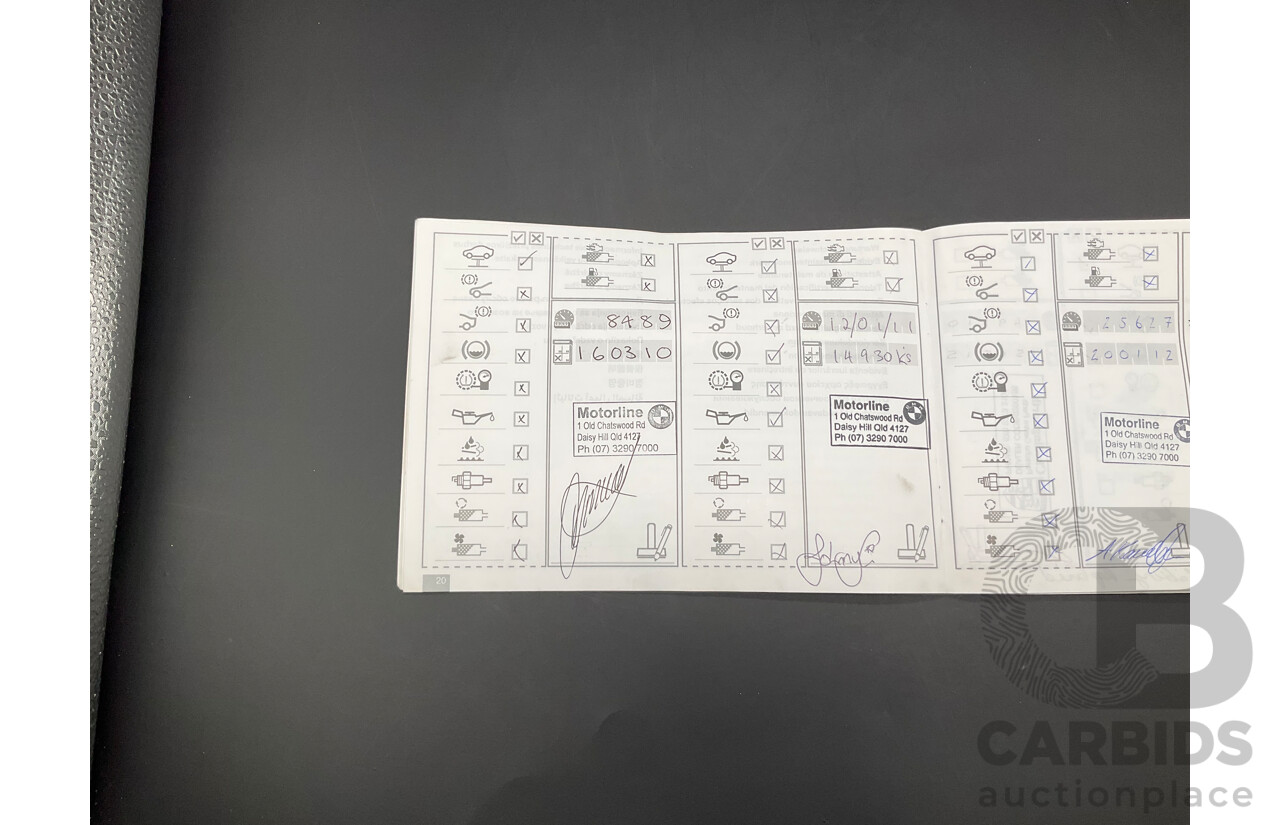 8489
160310
Motorline
1 Old Chatswood Rd
Daisy Hill Qld 4127
Ph (07) 3290 7000
20
12/01/11
14930 k's
Motorline
1 Old Chatswood Rd
Daisy Hill Qld 4127
Ph (07) 3290 7000
25627
200112
Motorline
1 Old Chatswood Rd
Daisy Hill Qld 4127
Ph (07) 3290 7000
CARBIDS
auctionplace